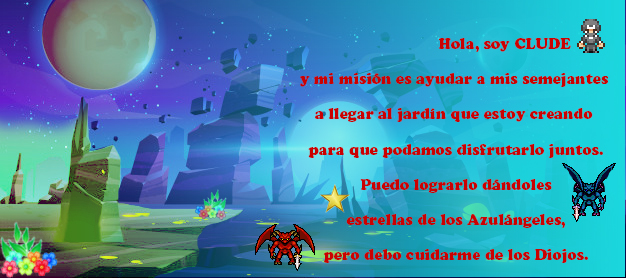 Hola, soy CLUDE
y mi misión es ayudar a mis semejantes
a llegar al jardín que estoy creando
para que podamos disfrutarlo juntos.
Puedo lograrlo dándoles
estrellas de los Azulángeles,
pero debo cuidarme de los Diojos.